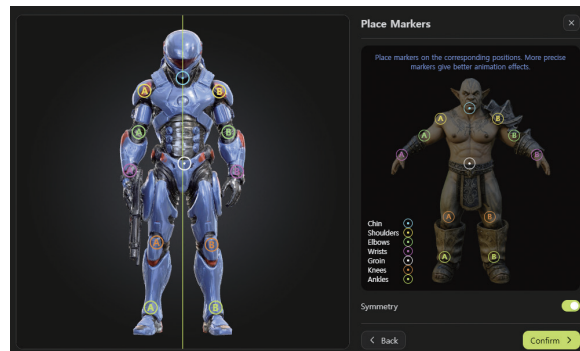 Place Markers
Place markers on the corresponding positions. More precise
markers give better animation effects.
A
B
A
B
A
B
A
B
A
B
A
B
A
B
A
B
A
B
Chin
Shoulders
Elbows
Wrists
Groin
Knees
Ankles
Symmetry
Back
Confirm